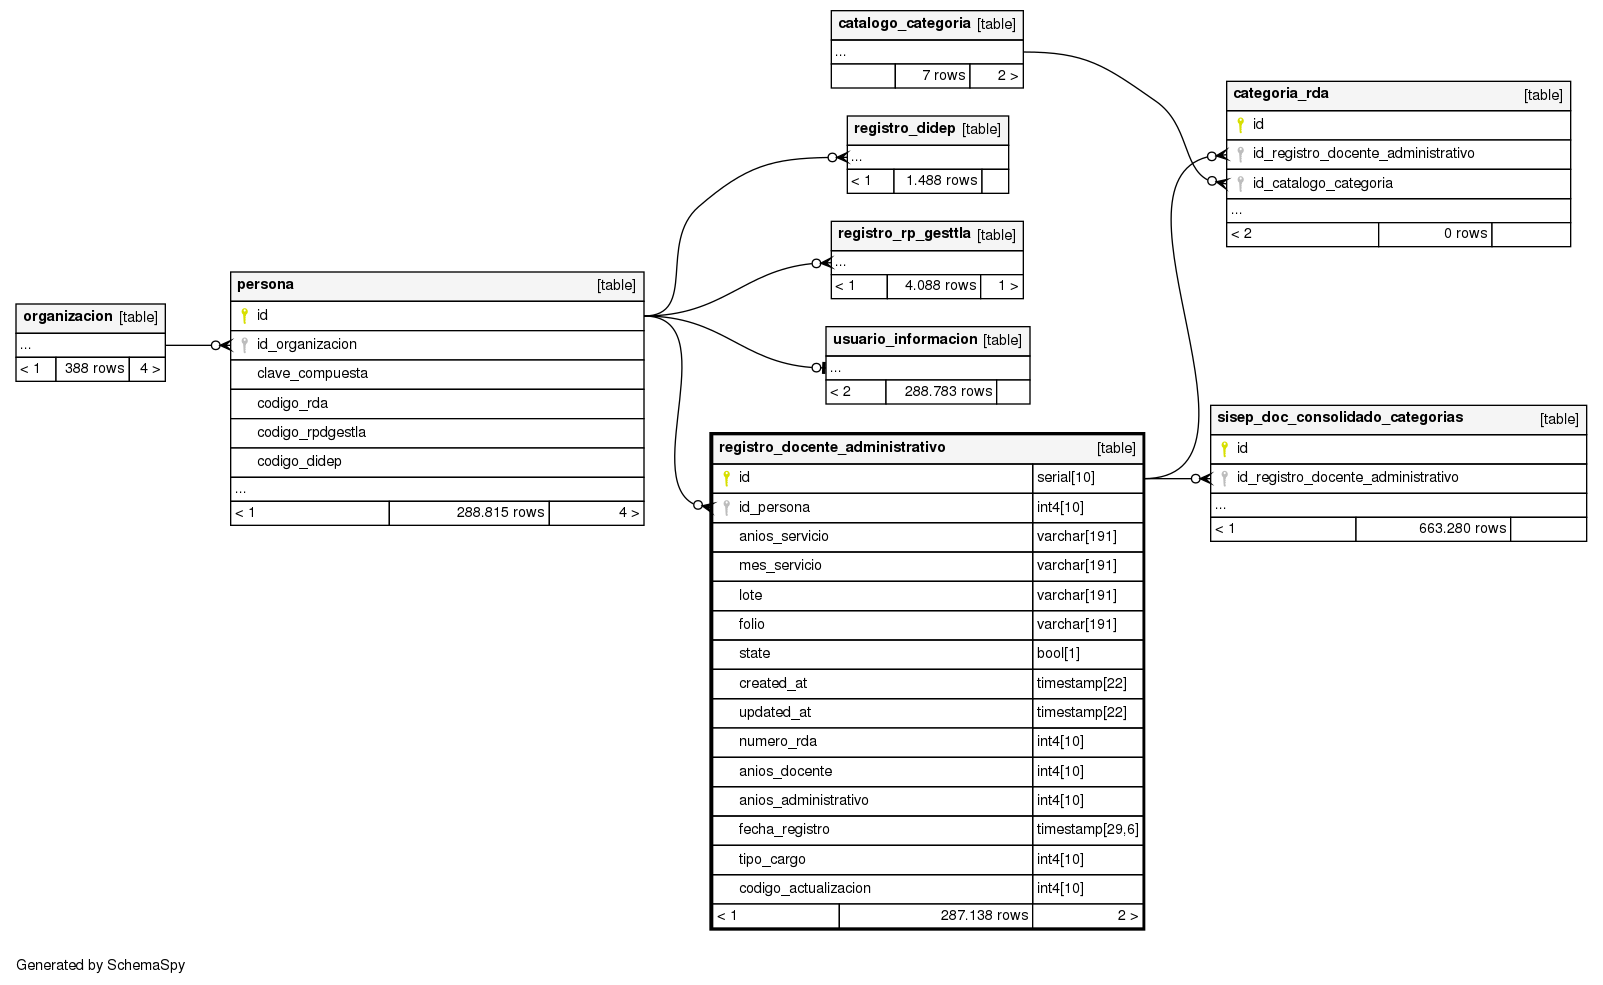 catalogo_categoria [table]
...
7 rows 2 >
registro_didep [table]
...
< 1 1.488 rows
registro_rp_gesttla [table]
...
< 1 4.088 rows 1 >
usuario_informacion [table]
...
< 2 288.783 rows
categoria_rda [table]
id
id_registro_docente_administrativo
id_catalogo_categoria
...
< 2 0 rows
organizacion [table]
...
< 1 388 rows 4 >
persona [table]
id
id_organizacion
clave_compuesta
codigo_rda
codigo_rpdgestla
codigo_didep
...
< 1 288.815 rows 4 >
registro_docente_administrativo [table]
id serial[10]
id_persona int4[10]
anios_servicio varchar[191]
mes_servicio varchar[191]
lote varchar[191]
folio varchar[191]
state bool[1]
created_at timestamp[22]
updated_at timestamp[22]
numero_rda int4[10]
anios_docente int4[10]
anios_administrativo int4[10]
fecha_registro timestamp[29,6]
tipo_cargo int4[10]
codigo_actualizacion int4[10]
< 1 287.138 rows 2 >
sisep_doc_consolidado_categorias [table]
id
id_registro_docente_administrativo
...
< 1 663.280 rows
Generated by SchemaSpy